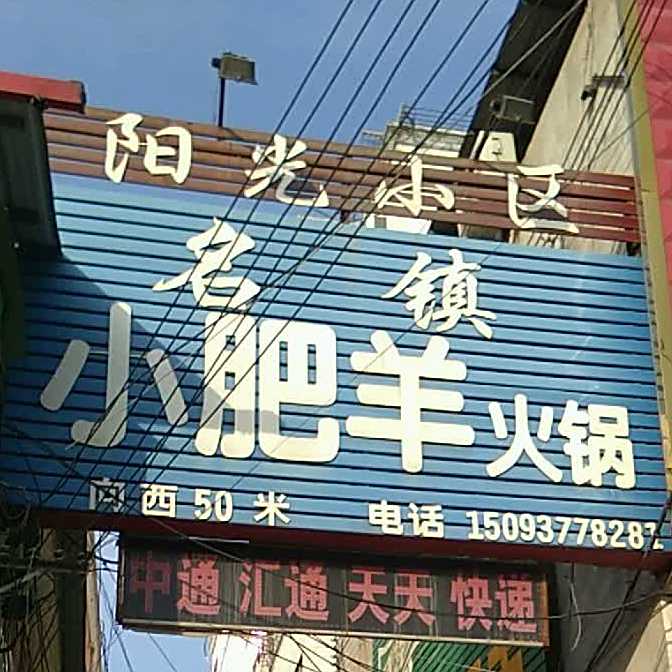 阳光小区
名镇
小肥羊火锅
向西50米 电话 15093778282
中通 汇通 天天 快递